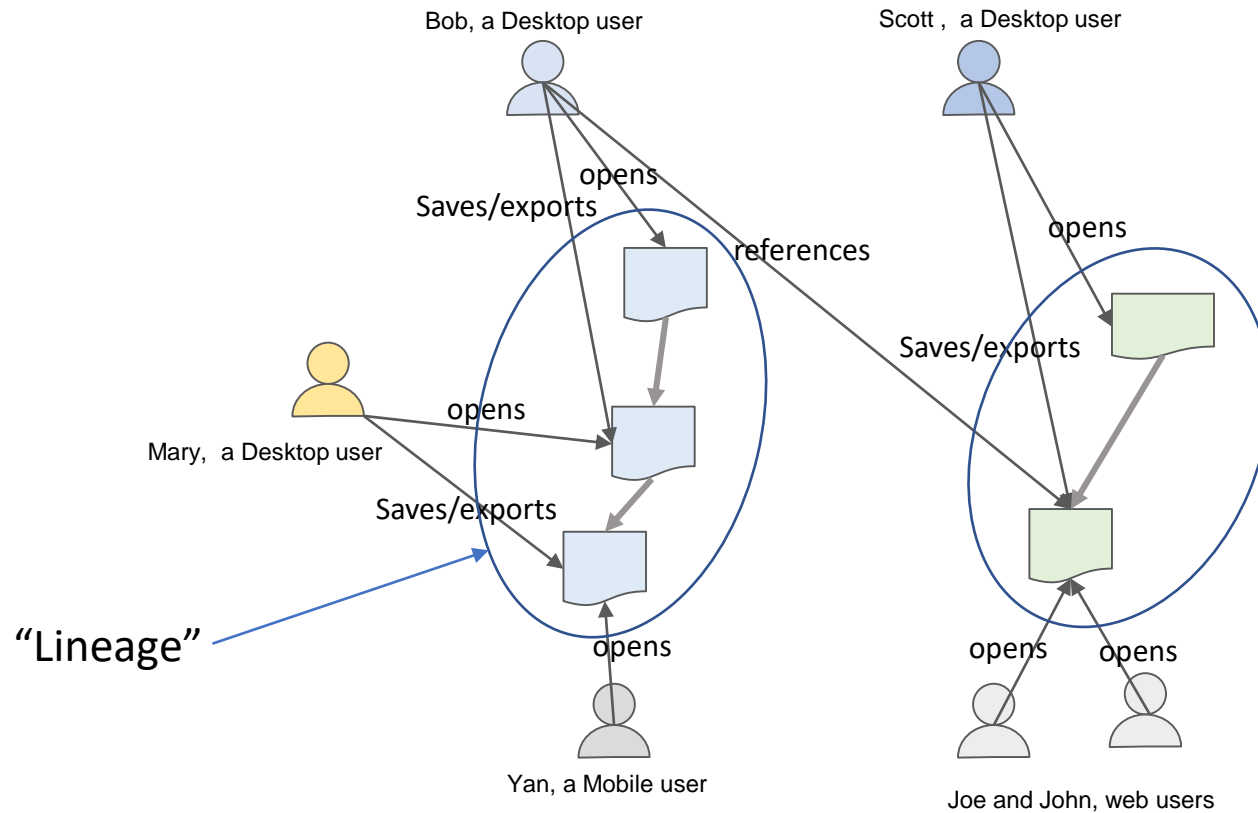 Bob, a Desktop user
Scott , a Desktop user
opens
Saves/exports
references
opens
Saves/exports
opens
Mary, a Desktop user
Saves/exports
“Lineage”
opens
opens
opens
Yan, a Mobile user
Joe and John, web users